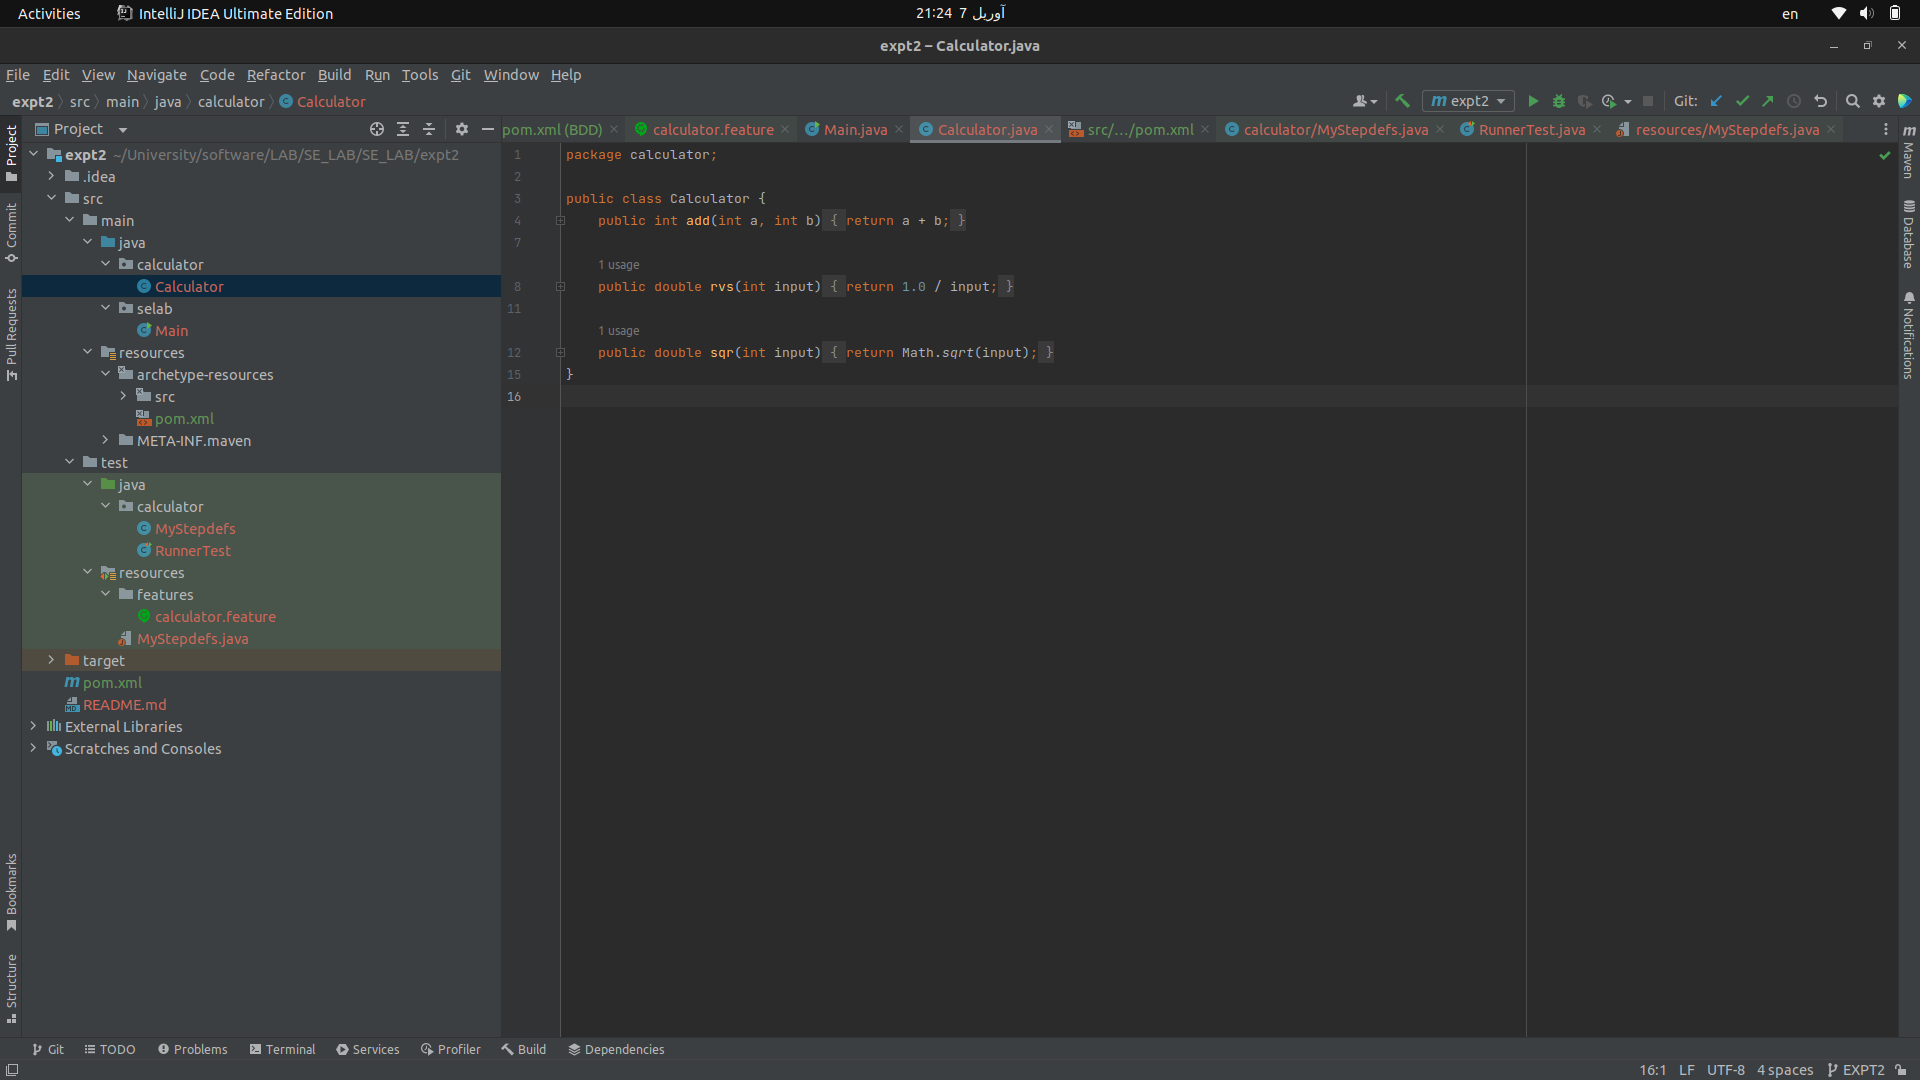 Activities IntelliJ IDEA Ultimate Edition 21:24 7 آوریل en
expt2 – Calculator.java
File Edit View Navigate Code Refactor Build Run Tools Git Window Help
expt2 src main java calculator Calculator expt2 Git:
Project pom.xml (BDD) calculator.feature Main.java Calculator.java src/.../pom.xml calculator/MyStepdefs.java RunnerTest.java resources/MyStepdefs.java
Project
Commit
Pull Requests
Bookmarks
Structure
expt2 ~/University/software/LAB/SE_LAB/SE_LAB/expt2
.idea
src
main
java
calculator
Calculator
selab
Main
resources
archetype-resources
src
pom.xml
META-INF.maven
test
java
calculator
MyStepdefs
RunnerTest
resources
features
calculator.feature
MyStepdefs.java
target
pom.xml
README.md
External Libraries
Scratches and Consoles
1 package calculator;
2
3 public class Calculator {
4 public int add(int a, int b) { return a + b; }
7
1 usage
8 public double rvs(int input) { return 1.0 / input; }
11
1 usage
12 public double sqr(int input) { return Math.sqrt(input); }
15 }
16
Maven
Database
Notifications
Git TODO Problems Terminal Services Profiler Build Dependencies
16:1 LF UTF-8 4 spaces EXPT2